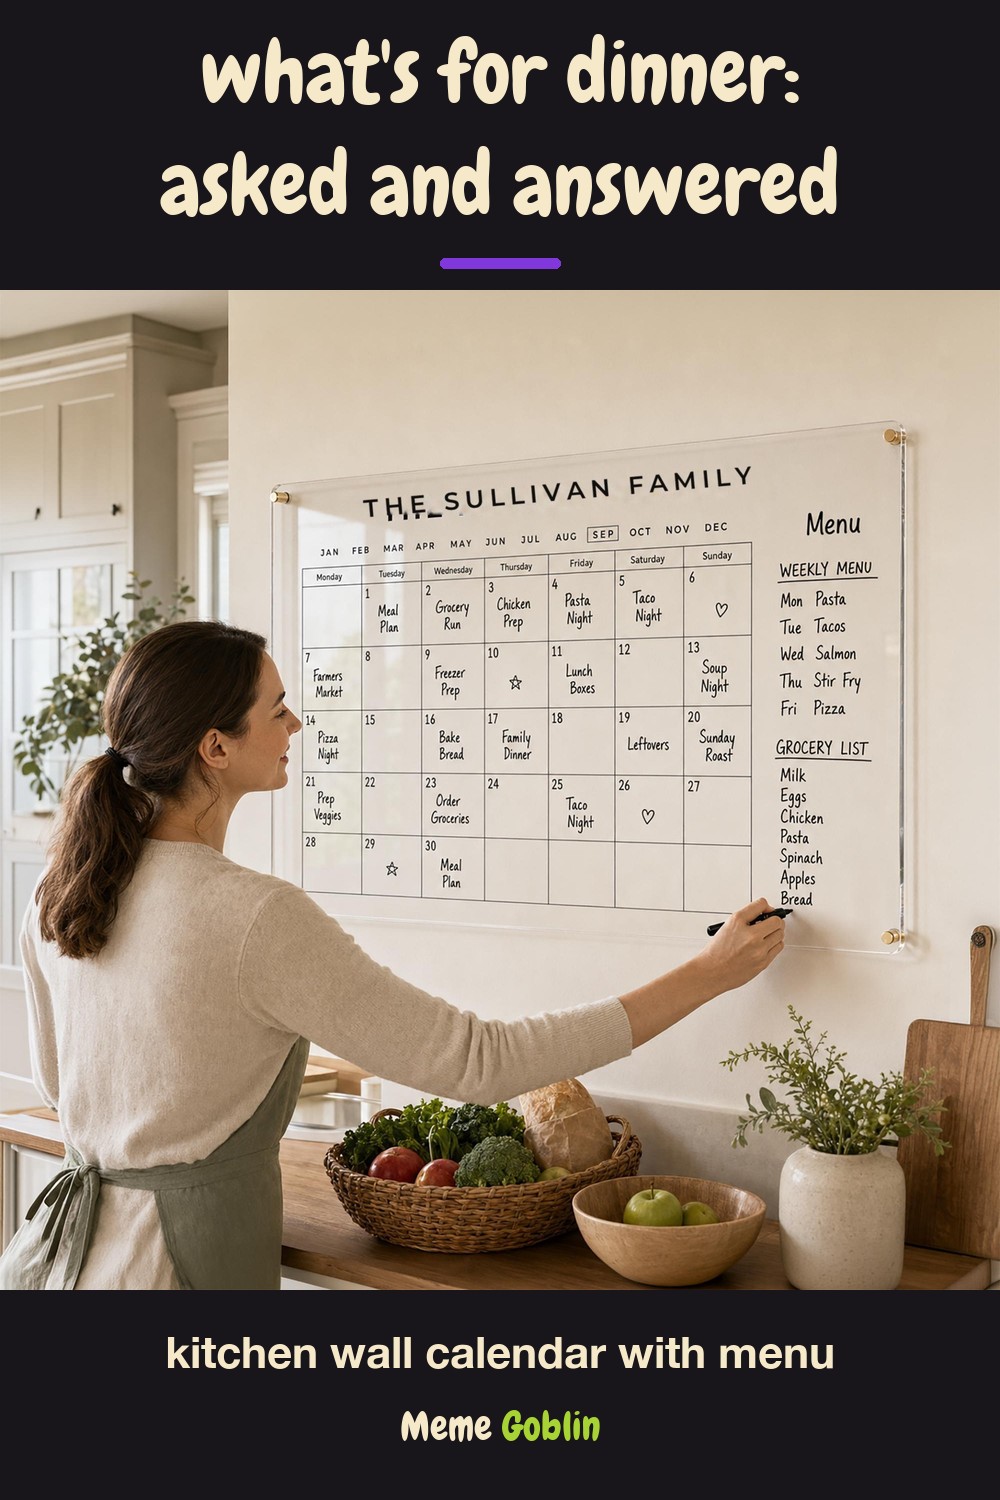 what's for dinner:
asked and answered
THE SULLIVAN FAMILY
JAN FEB MAR APR MAY JUN JUL AUG SEP OCT NOV DEC
Monday Tuesday Wednesday Thursday Friday Saturday Sunday
1 2 3 4 5 6
Meal Grocery Chicken Pasta Taco
Plan Run Prep Night Night
7 8 9 10 11 12 13
Farmers Freezer Lunch Soup
Market Prep Boxes Night
14 15 16 17 18 19 20
Pizza Bake Family Leftovers Sunday
Night Bread Dinner Roast
21 22 23 24 25 26 27
Prep Order Taco
Veggies Groceries Night
28 29 30
Meal
Plan
Menu
WEEKLY MENU
Mon Pasta
Tue Tacos
Wed Salmon
Thu Stir Fry
Fri Pizza
GROCERY LIST
Milk
Eggs
Chicken
Pasta
Spinach
Apples
Bread
kitchen wall calendar with menu
Meme Goblin